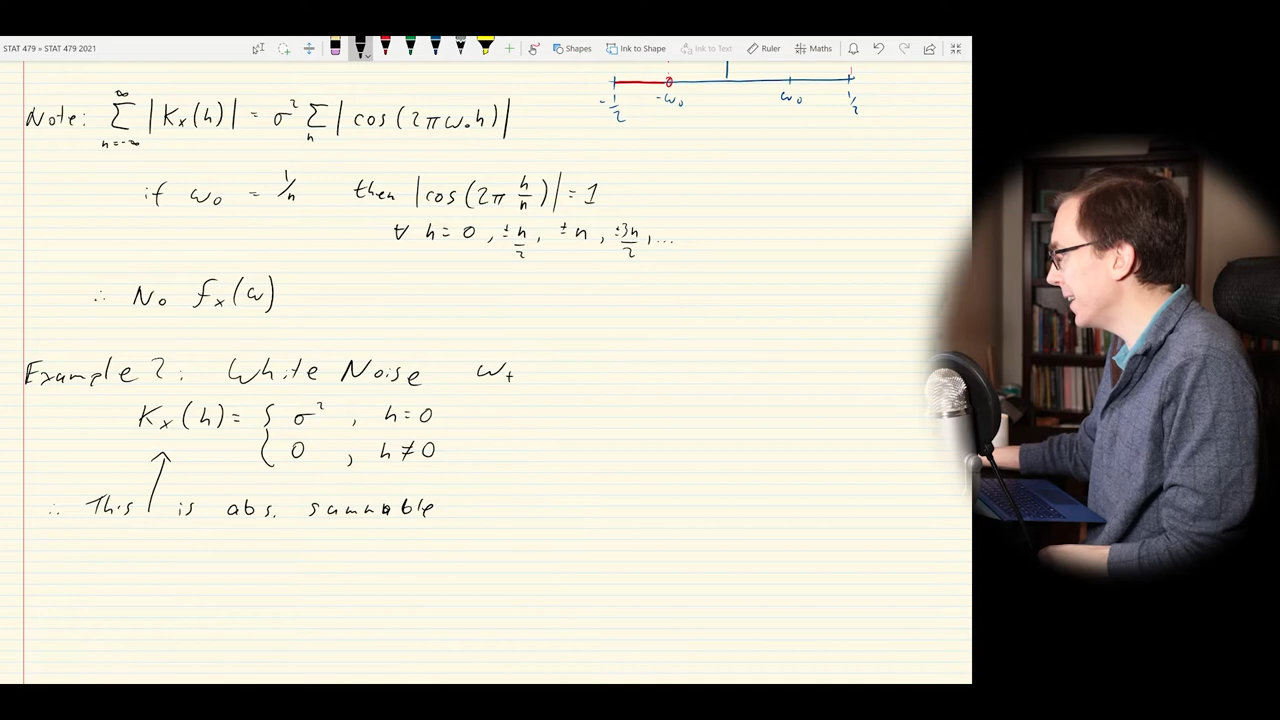 STAT 479 » STAT 479 2021
Shapes Ink to Shape Ink to Text Ruler Maths
-1/2 -ω₀ ω₀ 1/2
Note: ∑_{h=-∞}^{∞} |K_x(h)| = σ² ∑_h |cos(2πω₀h)|
if ω₀ = 1/n then |cos(2π h/n)| = 1
∀ h = 0, ±n/2, ±n, ±3n/2, ...
∴ No f_x(ω)
Example 2: White Noise w_t
K_x(h) = { σ², h=0
0, h≠0
∴ This is abs. summable